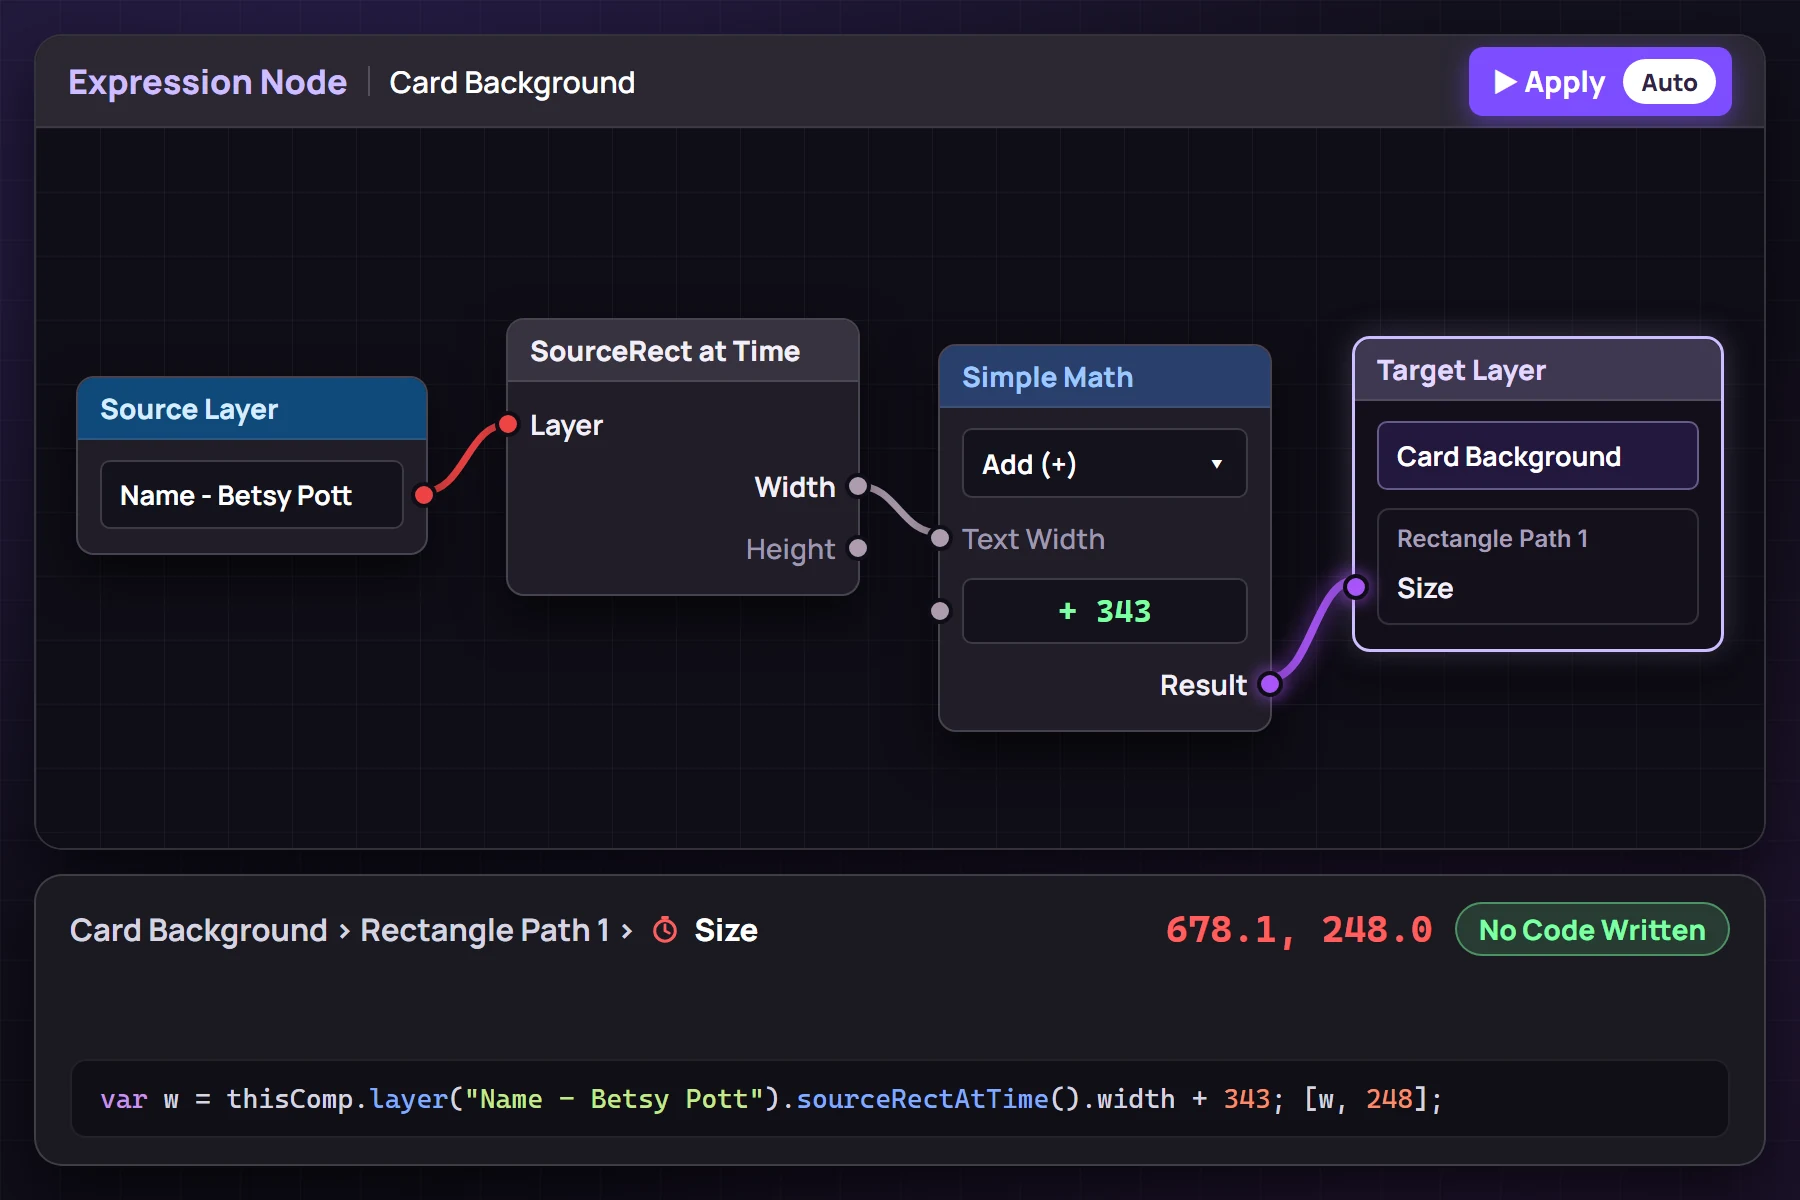 Expression Node | Card Background
▶ Apply Auto
Source Layer
Name - Betsy Pott
SourceRect at Time
Layer
Width
Height
Simple Math
Add (+)
Text Width
+ 343
Result
Target Layer
Card Background
Rectangle Path 1
Size
Card Background › Rectangle Path 1 › Size
678.1, 248.0
No Code Written
var w = thisComp.layer("Name - Betsy Pott").sourceRectAtTime().width + 343; [w, 248];